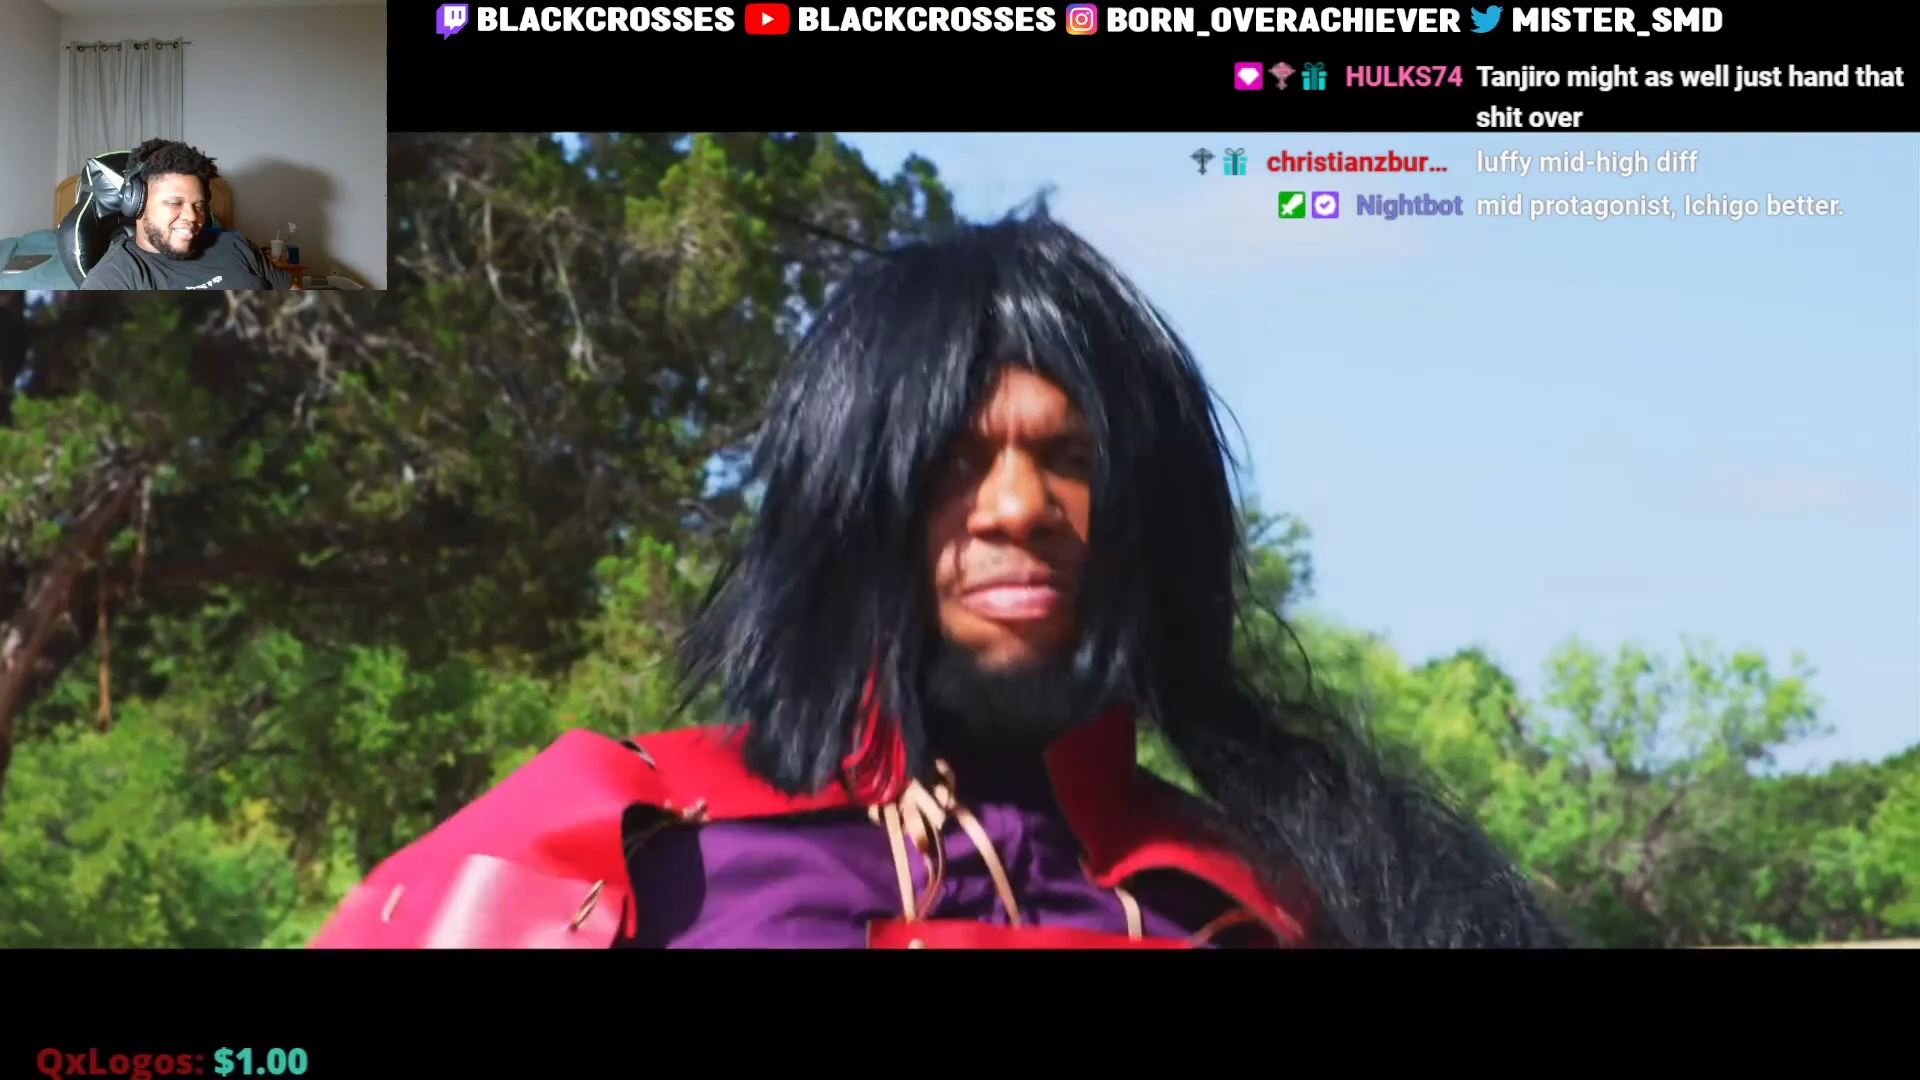 BLACKCROSSES BLACKCROSSES BORN_OVERACHIEVER MISTER_SMD
HULKS74 Tanjiro might as well just hand that
shit over
christianzbur... luffy mid-high diff
Nightbot mid protagonist, Ichigo better.
QxLogos: $1.00